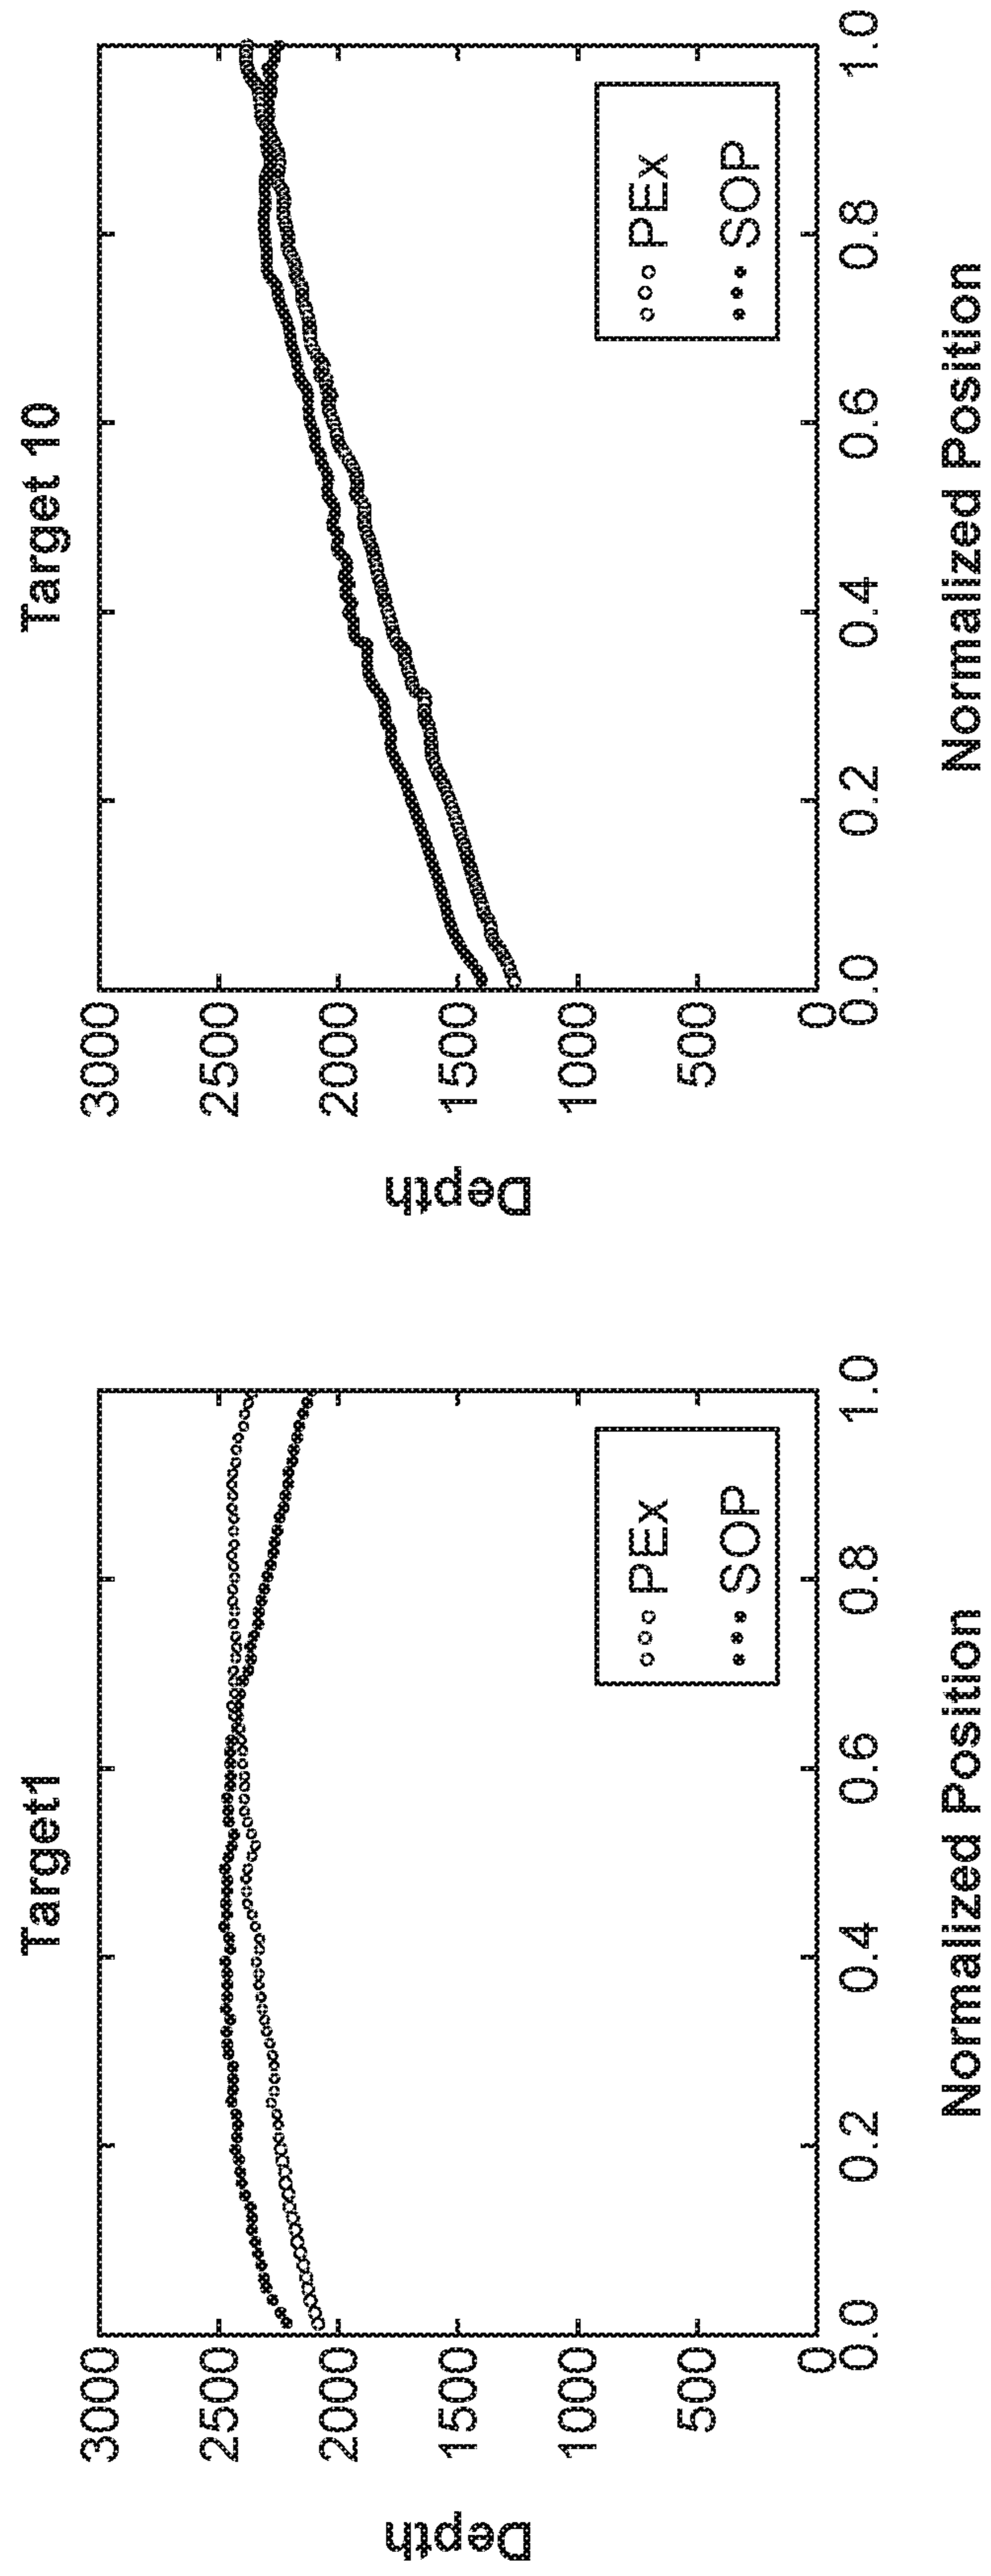 Target1
Depth
3000
2500
2000
1500
1000
500
0
PEx
SOP
0.0 0.2 0.4 0.6 0.8 1.0
Normalized Position
Target 10
Depth
3000
2500
2000
1500
1000
500
0
PEx
SOP
0.0 0.2 0.4 0.6 0.8 1.0
Normalized Position